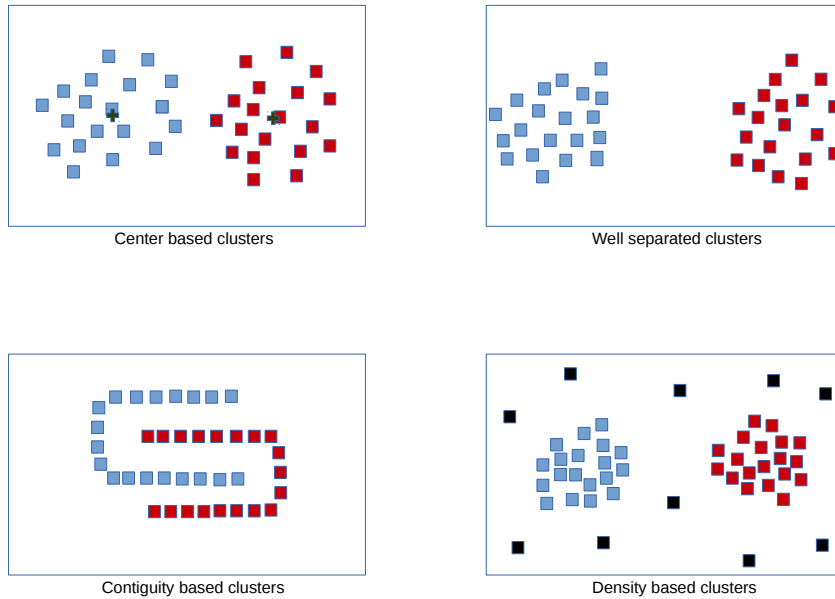 Center based clusters
Well separated clusters
Contiguity based clusters
Density based clusters